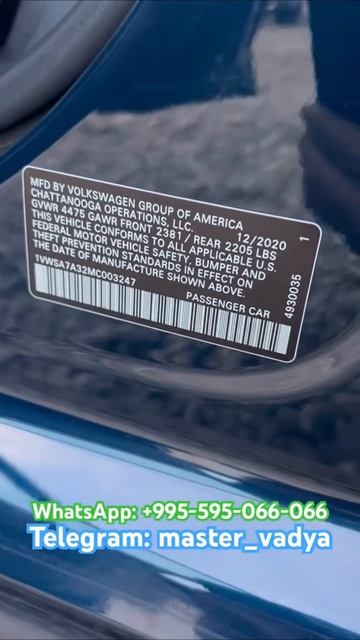 MFD BY VOLKSWAGEN GROUP OF AMERICA
CHATTANOOGA OPERATIONS, LLC. 12/2020
GVWR 4475 GAWR FRONT 2381 / REAR 2205 LBS
THIS VEHICLE CONFORMS TO ALL APPLICABLE U.S.
FEDERAL MOTOR VEHICLE SAFETY, BUMPER AND
THEFT PREVENTION STANDARDS IN EFFECT ON
THE DATE OF MANUFACTURE SHOWN ABOVE.
1VWSA7A32MC003247 PASSENGER CAR
4930035 1
WhatsApp: +995-595-066-066
Telegram: master_vadya